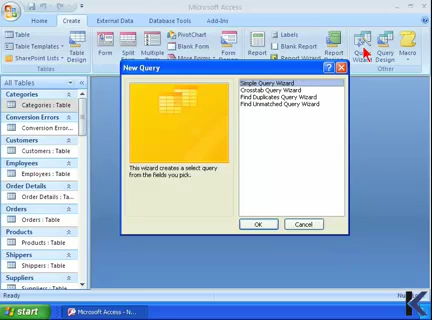 Microsoft Access
Home
Create
External Data
Database Tools
Add-Ins
Table
Table Templates
SharePoint Lists
Tables
Table
Design
Form
Split
Multiple
PivotChart
Blank Form
More Forms
Form
Report
Labels
Blank Report
Report Wizard
Report
Query
Wizard
Query
Design
Macro
Other
New Query
Simple Query Wizard
Crosstab Query Wizard
Find Duplicates Query Wizard
Find Unmatched Query Wizard
This wizard creates a select query
from the fields you pick.
OK
Cancel
All Tables
Categories
Categories : Table
Conversion Errors
Conversion Error...
Customers
Customers : Table
Employees
Employees : Table
Order Details
Order Details : Table
Orders
Orders : Table
Products
Products : Table
Shippers
Shippers : Table
Suppliers
Ready
start
Microsoft Access - N...
K